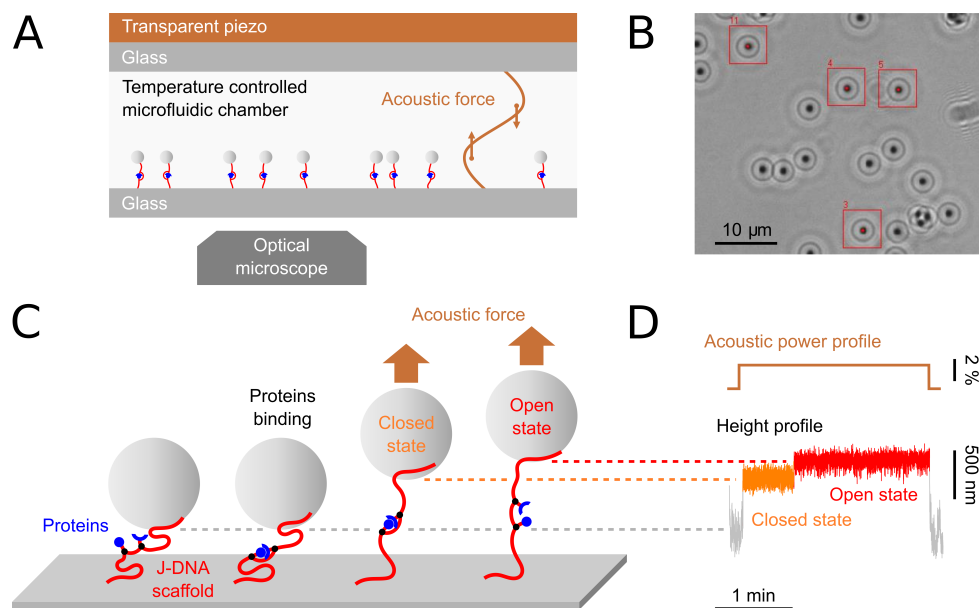 A
Transparent piezo
Glass
Temperature controlled
microfluidic chamber
Acoustic force
Glass
Optical
microscope
B
11
4
5
3
10 µm
C
Acoustic force
Proteins
binding
Closed
state
Open
state
Proteins
J-DNA
scaffold
D
Acoustic power profile
2 %
Height profile
500 nm
Open state
Closed state
1 min